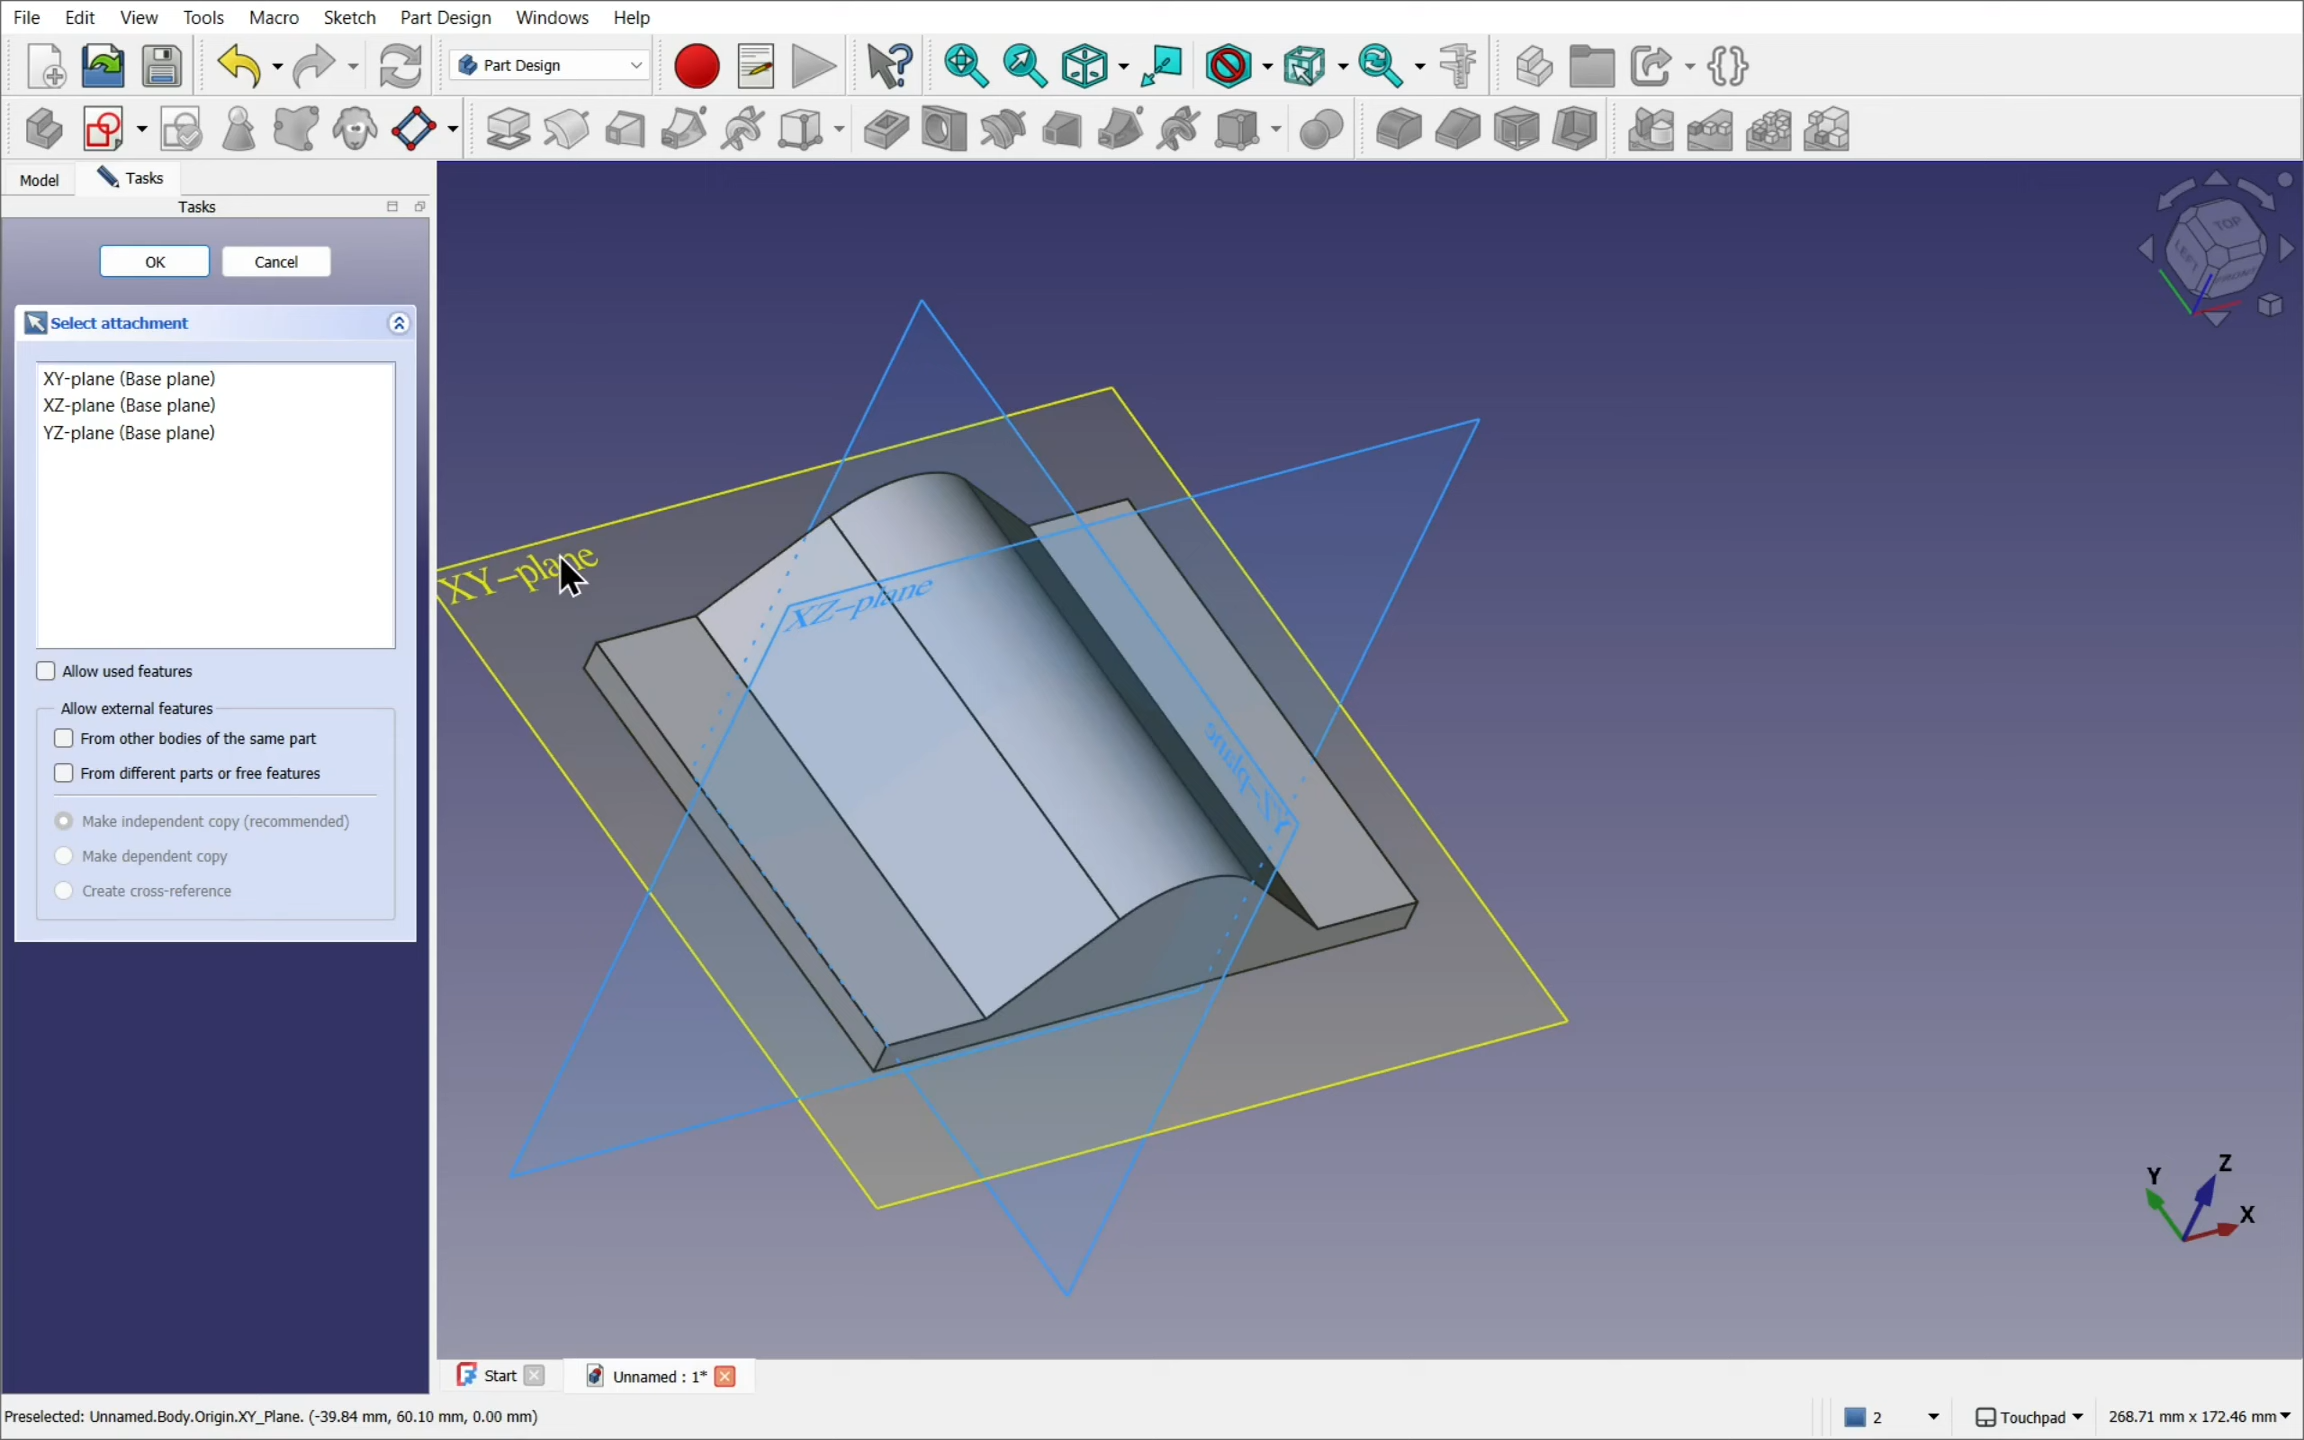 File Edit View Tools Macro Sketch Part Design Windows Help
Part Design
Model Tasks
Tasks
OK Cancel
Select attachment
XY-plane (Base plane)
XZ-plane (Base plane)
YZ-plane (Base plane)
Allow used features
Allow external features
From other bodies of the same part
From different parts or free features
Make independent copy (recommended)
Make dependent copy
Create cross-reference
TOP
LEFT
FRONT
XY-plane
XZ-plane
YZ-plane
Z
Y
X
Start Unnamed : 1*
Preselected: Unnamed.Body.Origin.XY_Plane. (-39.84 mm, 60.10 mm, 0.00 mm) 2 Touchpad 268.71 mm x 172.46 mm